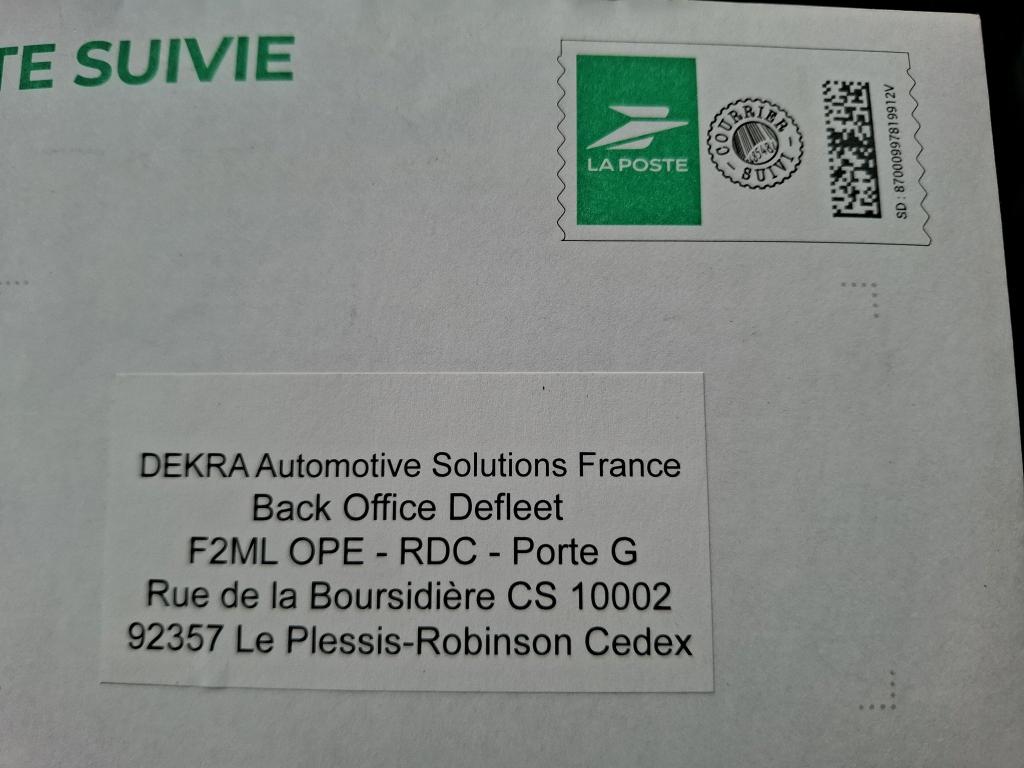 TE SUIVIE
LA POSTE
COURRIER
SUIVI
SD : 87000997819912V
DEKRA Automotive Solutions France
Back Office Defleet
F2ML OPE - RDC - Porte G
Rue de la Boursidière CS 10002
92357 Le Plessis-Robinson Cedex